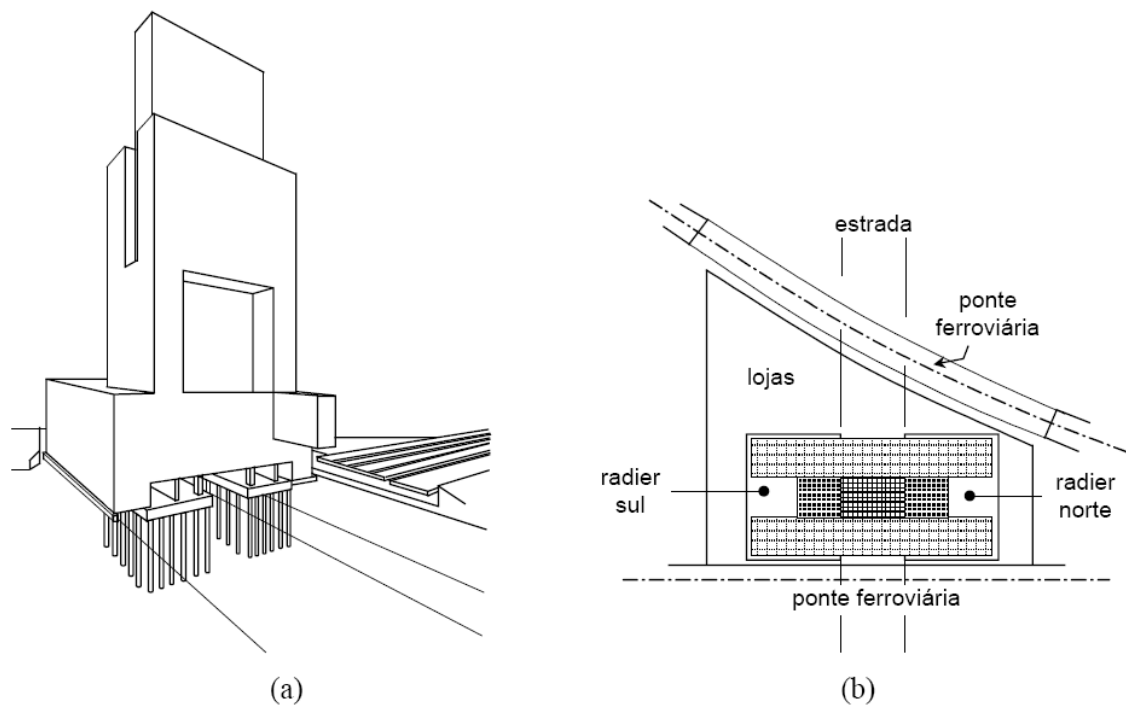 estrada
ponte
ferroviária
lojas
radier
sul
radier
norte
ponte ferroviária
(a)
(b)